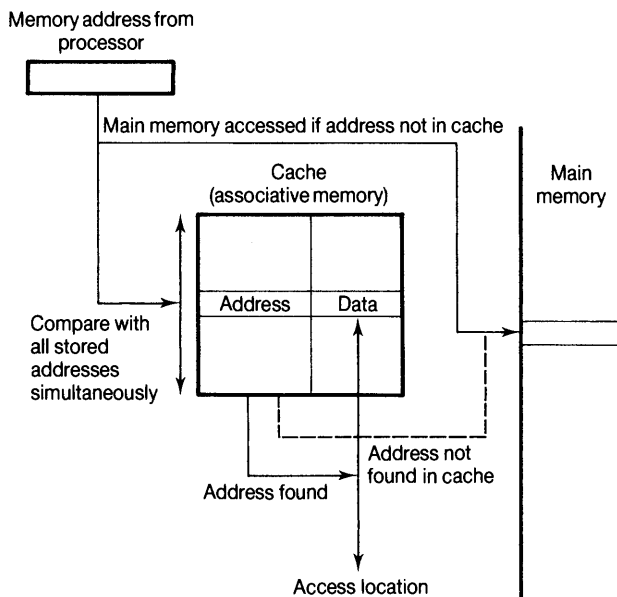 Memory address from
processor
Main memory accessed if address not in cache
Cache
(associative memory)
Main
memory
Address
Data
Compare with
all stored
addresses
simultaneously
Address not
found in cache
Address found
Access location